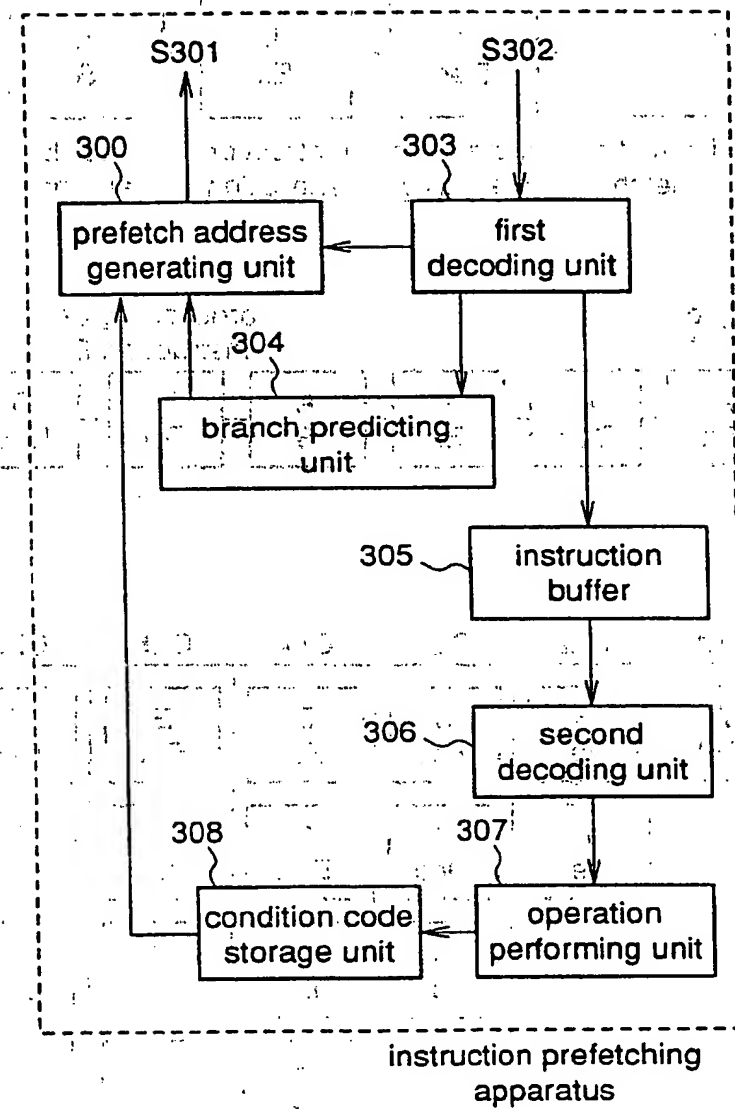 S301
S302
300
303
prefetch address
generating unit
first
decoding unit
304
branch predicting
unit
305
instruction
buffer
306
second
decoding unit
308
307
condition code
storage unit
operation
performing unit
instruction prefetching
apparatus